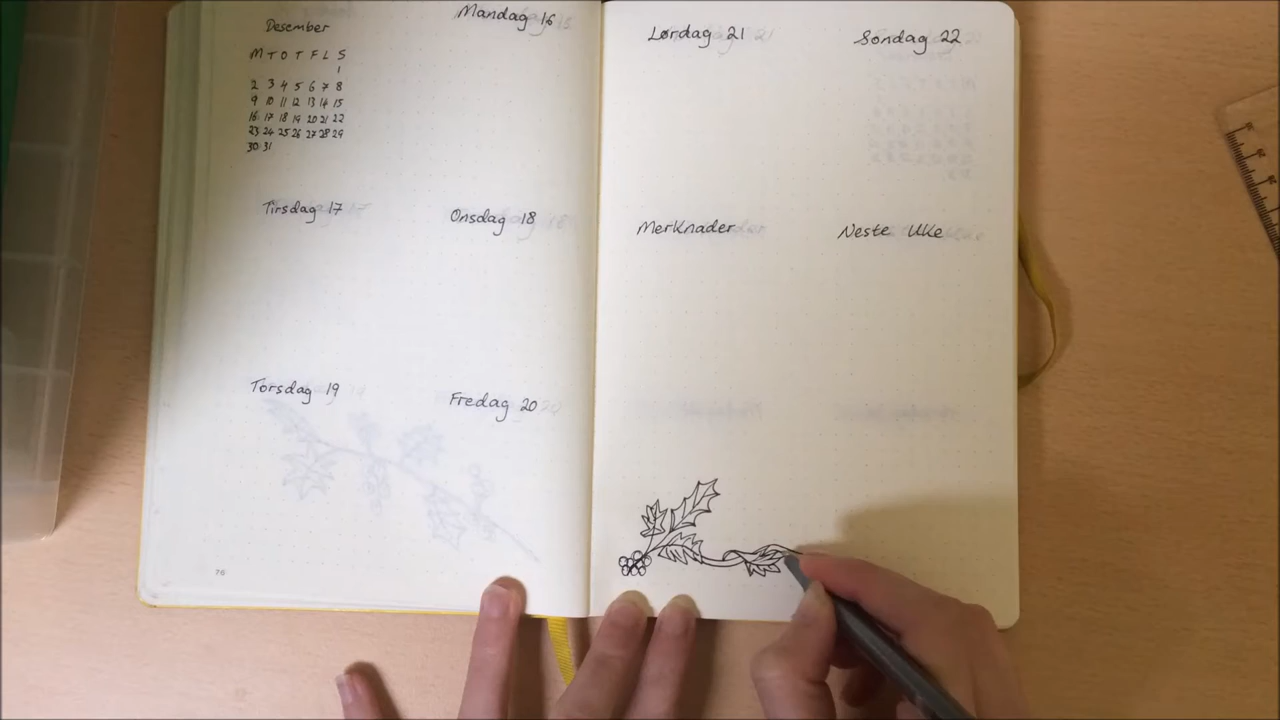 Desember
M T O T F L S
1
2 3 4 5 6 7 8
9 10 11 12 13 14 15
16 17 18 19 20 21 22
23 24 25 26 27 28 29
30 31
Mandag 16
Tirsdag 17
Onsdag 18
Torsdag 19
Fredag 20
76
Lørdag 21
Søndag 22
Merknader
Neste Uke